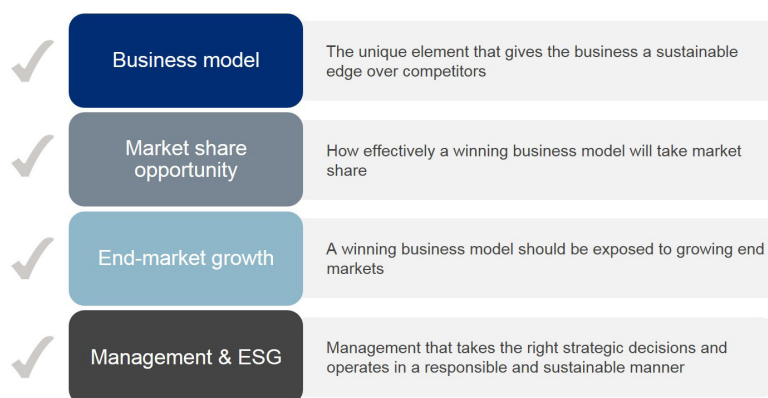 Business model
The unique element that gives the business a sustainable
edge over competitors
Market share
opportunity
How effectively a winning business model will take market
share
End-market growth
A winning business model should be exposed to growing end
markets
Management & ESG
Management that takes the right strategic decisions and
operates in a responsible and sustainable manner